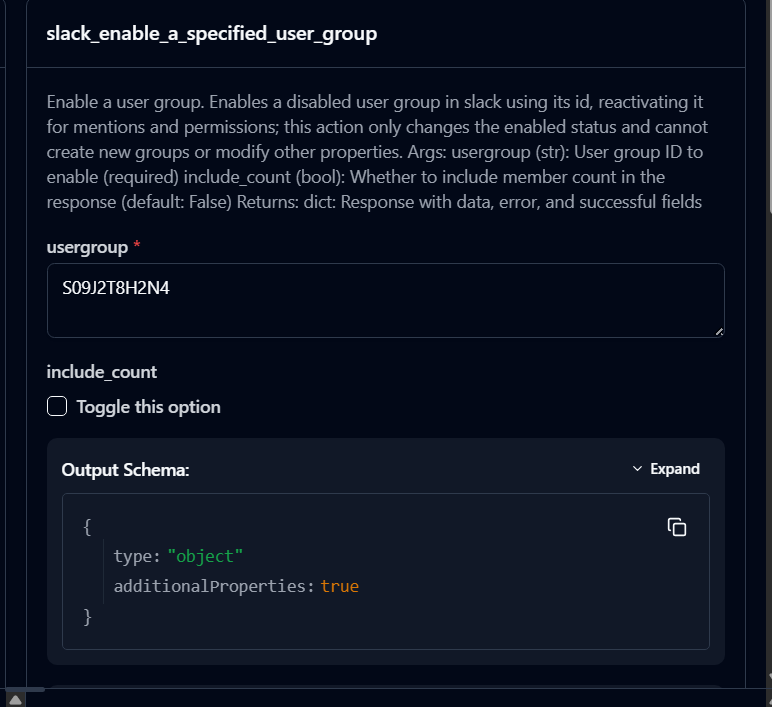 slack_enable_a_specified_user_group
Enable a user group. Enables a disabled user group in slack using its id, reactivating it
for mentions and permissions; this action only changes the enabled status and cannot
create new groups or modify other properties. Args: usergroup (str): User group ID to
enable (required) include_count (bool): Whether to include member count in the
response (default: False) Returns: dict: Response with data, error, and successful fields
usergroup *
S09J2T8H2N4
include_count
Toggle this option
Output Schema:
Expand
{
type: "object"
additionalProperties: true
}